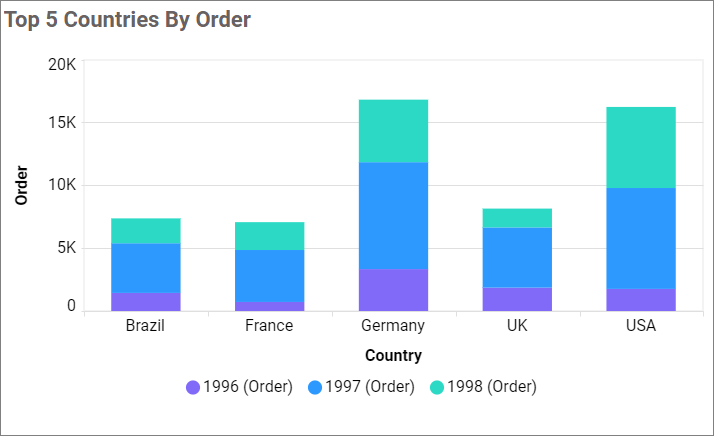 Top 5 Countries By Order
20K
15K
10K
5K
0
Order
Brazil France Germany UK USA
Country
1996 (Order) 1997 (Order) 1998 (Order)